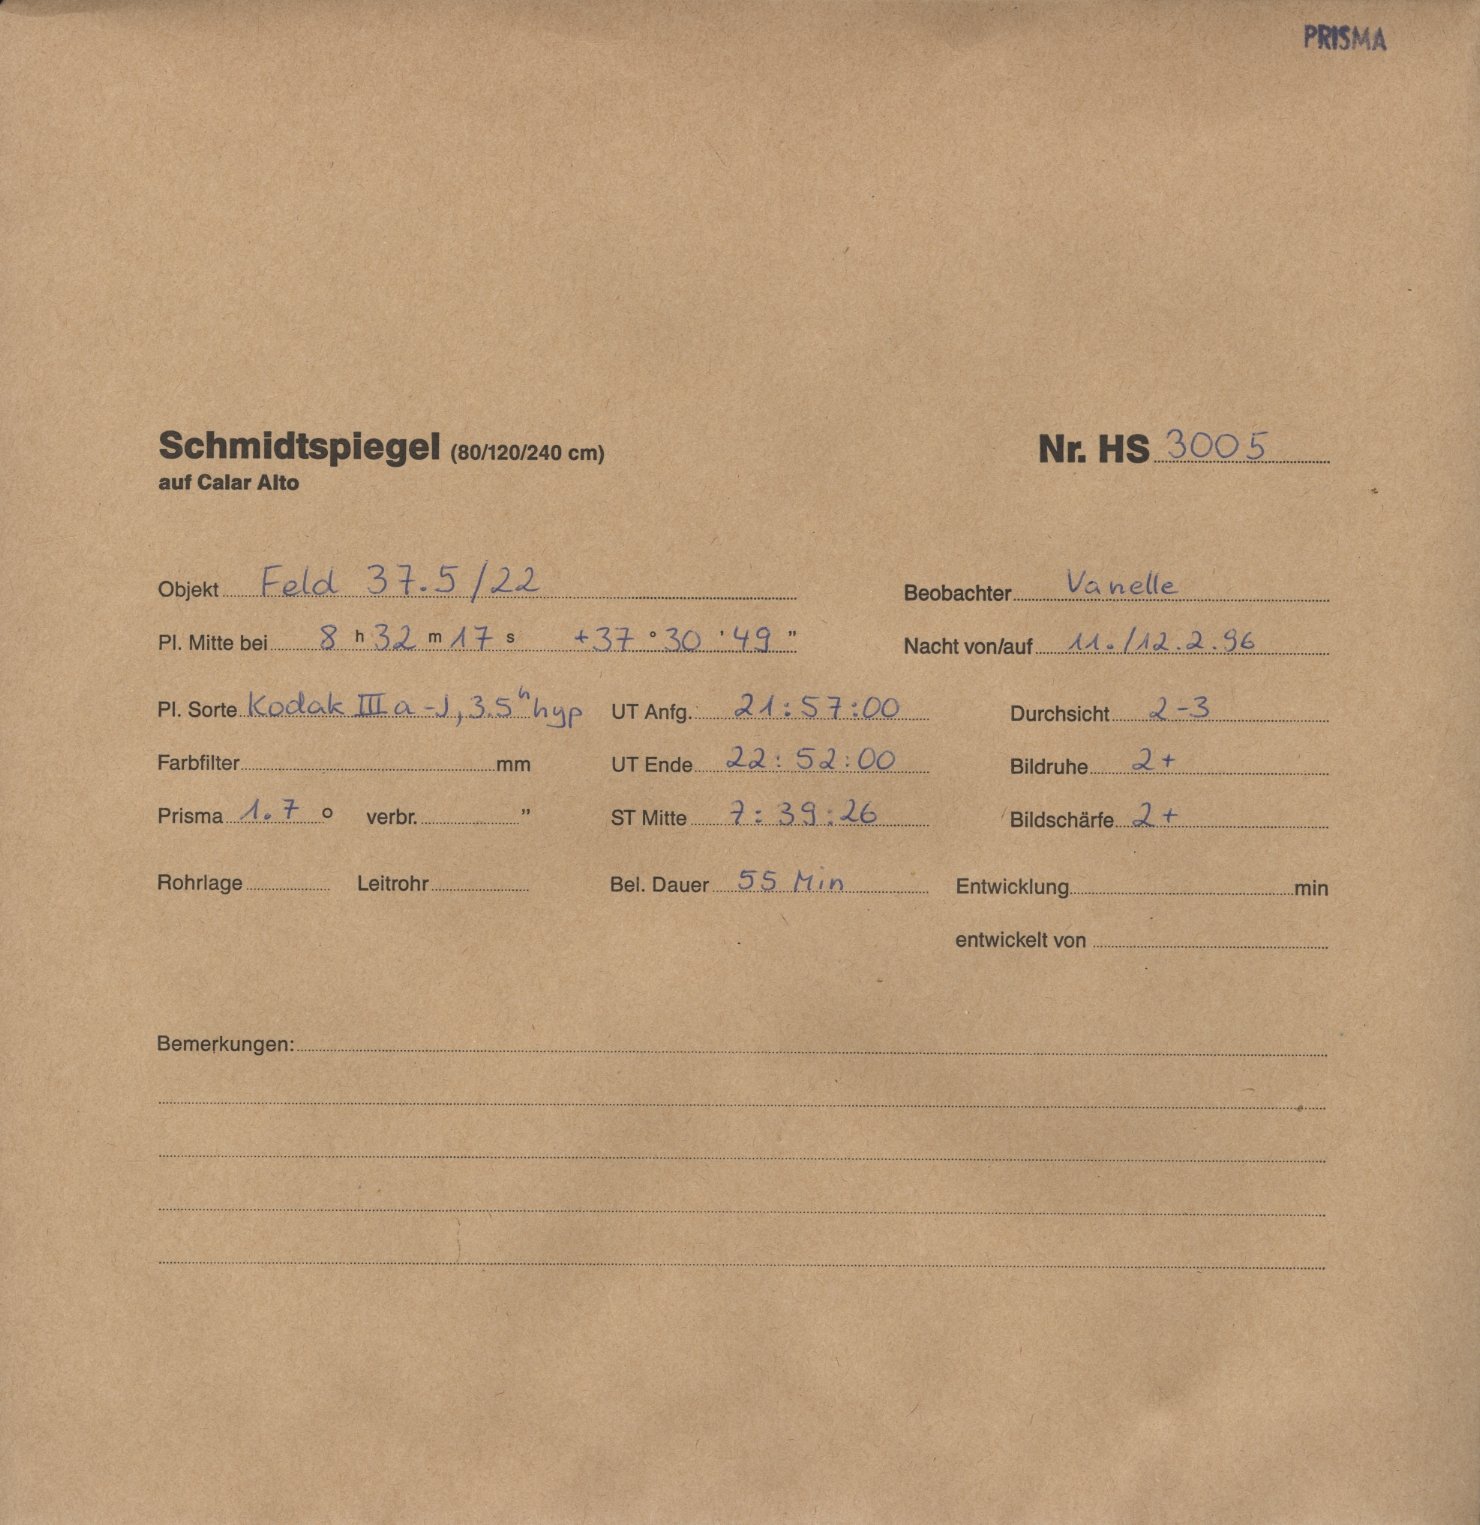 PRISMA
Schmidtspiegel (80/120/240 cm) Nr. HS 3005
auf Calar Alto
Objekt Feld 37.5/22 Beobachter Vanelle
Pl. Mitte bei 8 h 32 m 17 s +37 ° 30 ' 49 " Nacht von/auf 11./12.2.96
Pl. Sorte Kodak III a-J, 3.5h hyp UT Anfg. 21:57:00 Durchsicht 2-3
Farbfilter mm UT Ende 22:52:00 Bildruhe 2+
Prisma 1.7 ° verbr. " ST Mitte 7:39:26 Bildschärfe 2+
Rohrlage Leitrohr Bel. Dauer 55 Min Entwicklung min
entwickelt von
Bemerkungen: